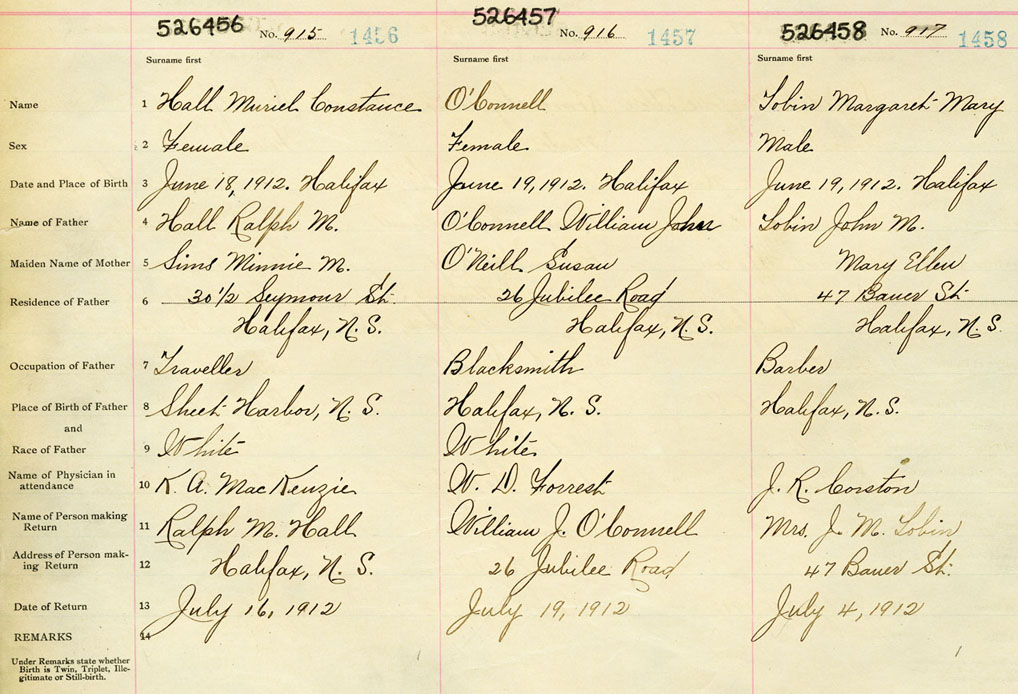 526456 No. 915 1456 526457 No. 916 1457 526458 No. 917 1458
Surname first Surname first Surname first
Name 1 Hall Muriel Constance O'Connell Tobin Margaret Mary
Sex 2 Female Female Male
Date and Place of Birth 3 June 18, 1912. Halifax June 19, 1912. Halifax June 19, 1912. Halifax
Name of Father 4 Hall Ralph M. O'Connell William John Tobin John M.
Maiden Name of Mother 5 Sims Minnie M. O'Neill Susan Mary Ellen
Residence of Father 6 30 1/2 Seymour St. 26 Jubilee Road 47 Bauer St.
Halifax, N. S. Halifax, N. S. Halifax, N. S.
Occupation of Father 7 Traveller Blacksmith Barber
Place of Birth of Father 8 Sheet Harbor, N. S. Halifax, N. S. Halifax, N. S.
and
Race of Father 9 White White
Name of Physician in
attendance 10 K. A. MacKenzie W. D. Forrest J. R. Corston
Name of Person making
Return 11 Ralph M. Hall William J. O'Connell Mrs. J. M. Tobin
Address of Person mak-
ing Return 12 Halifax, N. S. 26 Jubilee Road 47 Bauer St.
Date of Return 13 July 16, 1912 July 19, 1912 July 4, 1912
REMARKS 14
Under Remarks state whether
Birth is Twin, Triplet, Ille-
gitimate or Still-birth.